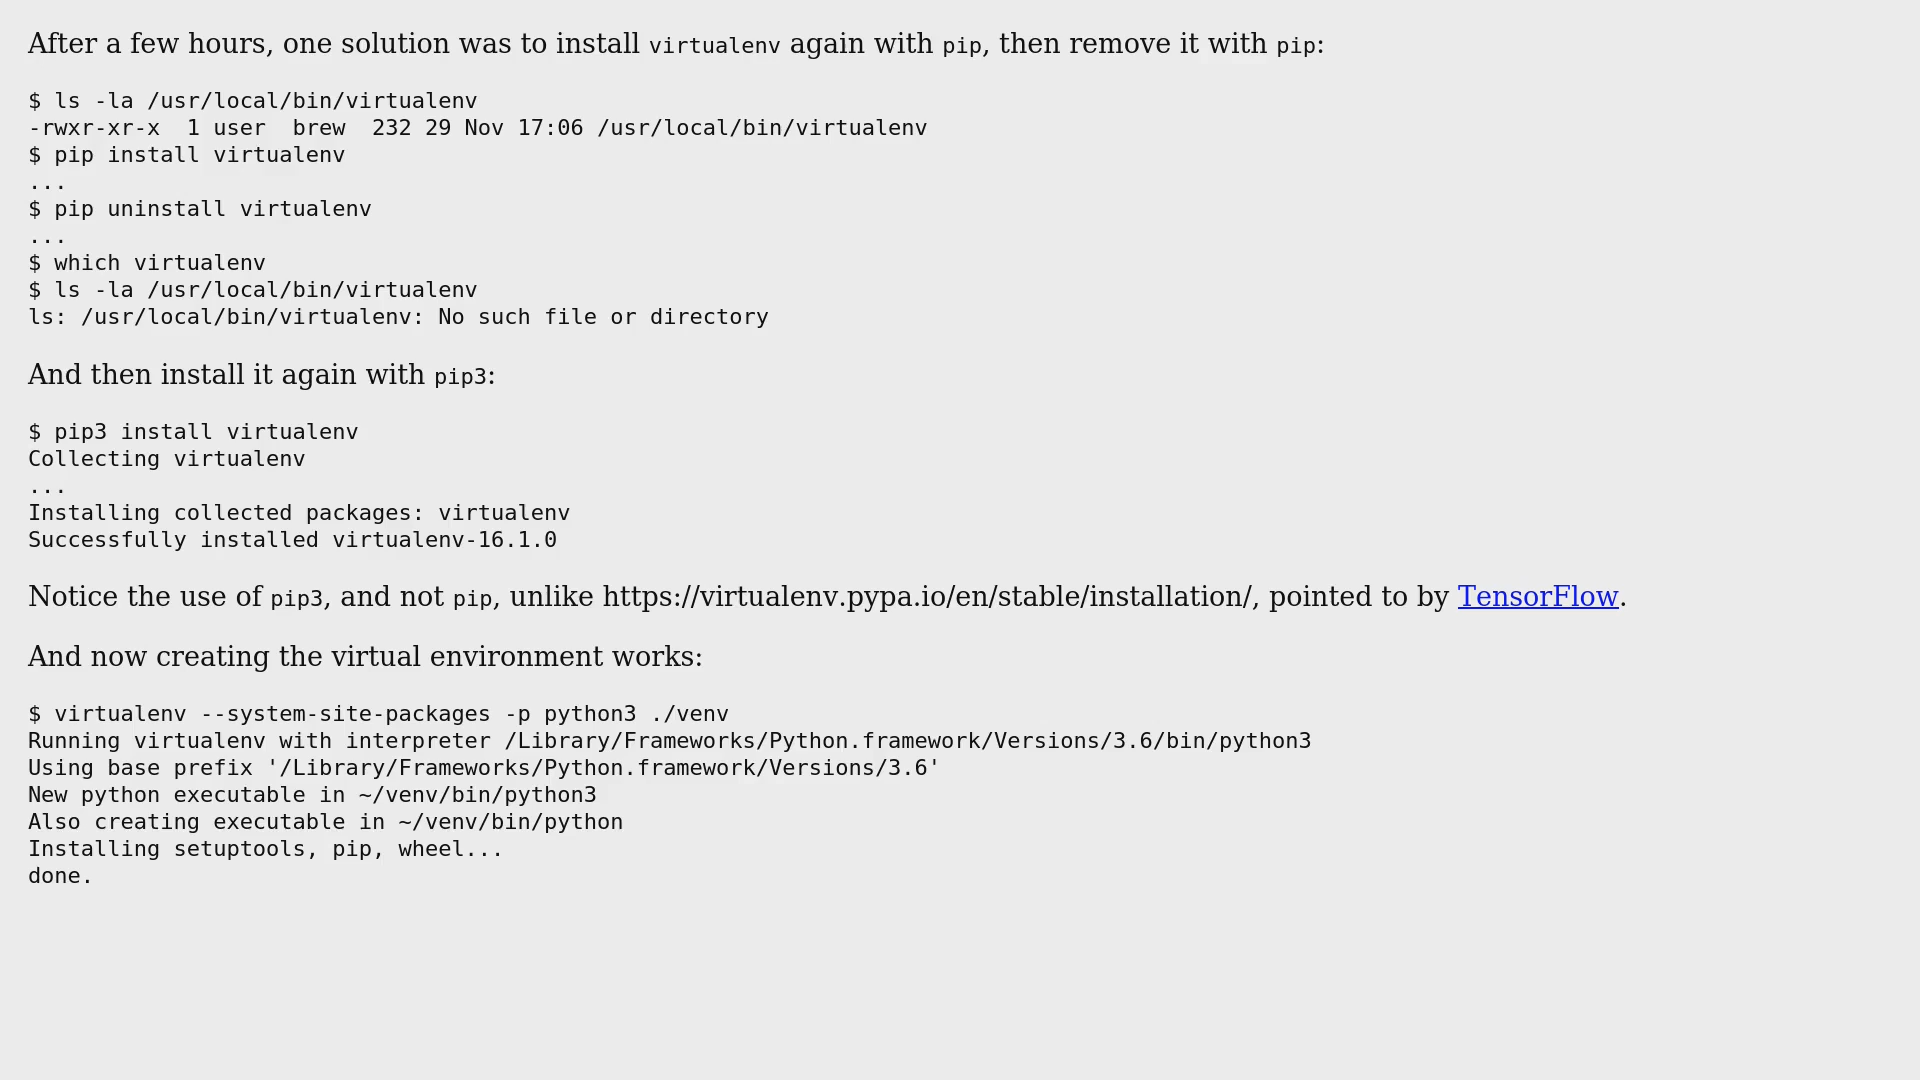 After a few hours, one solution was to install virtualenv again with pip, then remove it with pip:
$ ls -la /usr/local/bin/virtualenv
-rwxr-xr-x  1 user  brew  232 29 Nov 17:06 /usr/local/bin/virtualenv
$ pip install virtualenv
...
$ pip uninstall virtualenv
...
$ which virtualenv
$ ls -la /usr/local/bin/virtualenv
ls: /usr/local/bin/virtualenv: No such file or directory
And then install it again with pip3:
$ pip3 install virtualenv
Collecting virtualenv
...
Installing collected packages: virtualenv
Successfully installed virtualenv-16.1.0
Notice the use of pip3, and not pip, unlike https://virtualenv.pypa.io/en/stable/installation/, pointed to by TensorFlow.
And now creating the virtual environment works:
$ virtualenv --system-site-packages -p python3 ./venv
Running virtualenv with interpreter /Library/Frameworks/Python.framework/Versions/3.6/bin/python3
Using base prefix '/Library/Frameworks/Python.framework/Versions/3.6'
New python executable in ~/venv/bin/python3
Also creating executable in ~/venv/bin/python
Installing setuptools, pip, wheel...
done.